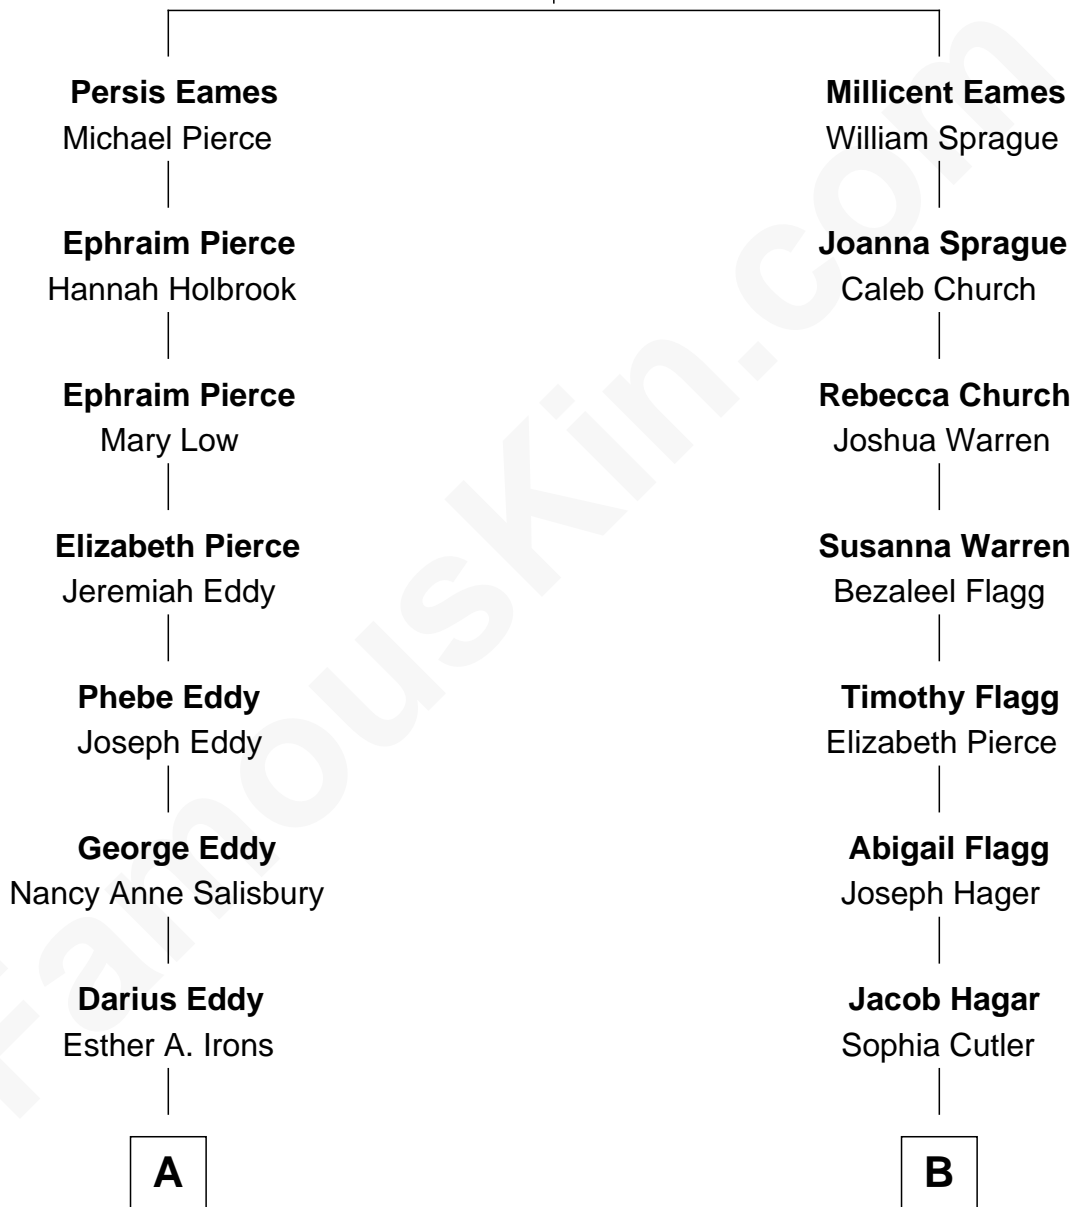 Persis Eames
Michael Pierce
Ephraim Pierce
Hannah Holbrook
Ephraim Pierce
Mary Low
Elizabeth Pierce
Jeremiah Eddy
Phebe Eddy
Joseph Eddy
George Eddy
Nancy Anne Salisbury
Darius Eddy
Esther A. Irons
A
Millicent Eames
William Sprague
Joanna Sprague
Caleb Church
Rebecca Church
Joshua Warren
Susanna Warren
Bezaleel Flagg
Timothy Flagg
Elizabeth Pierce
Abigail Flagg
Joseph Hager
Jacob Hagar
Sophia Cutler
B
FamousKin.com